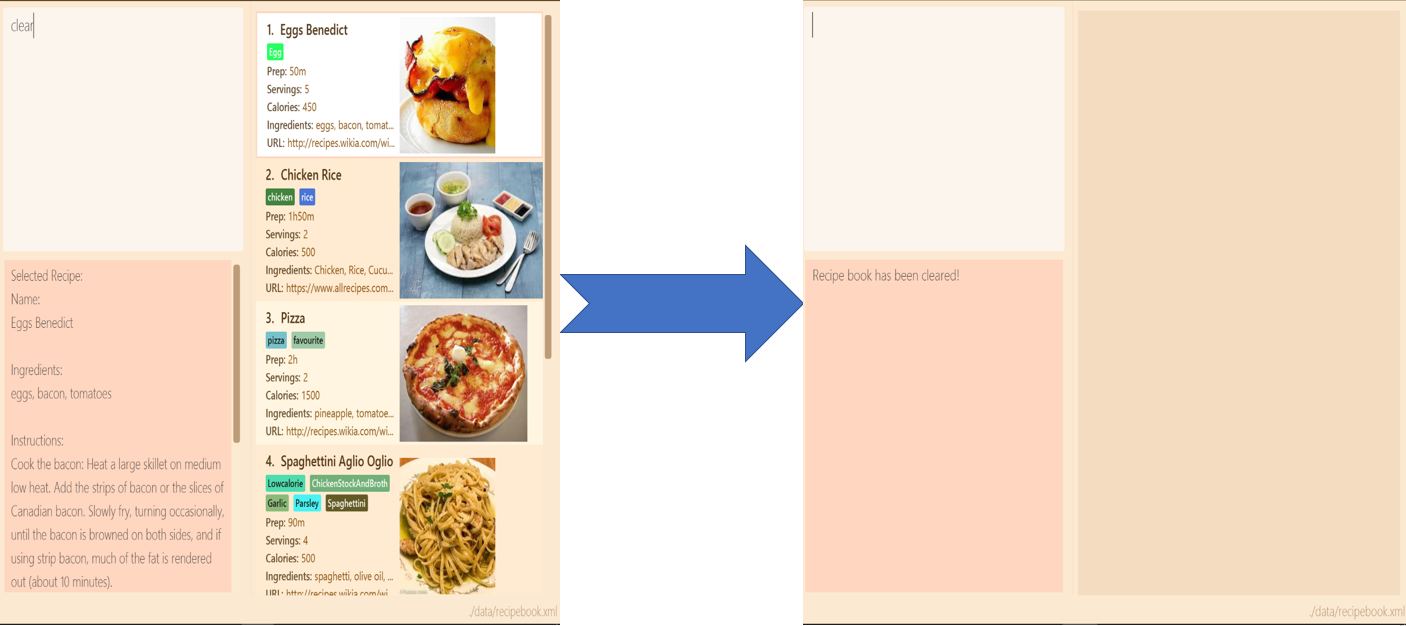 clear
Selected Recipe:
Name:
Eggs Benedict
Ingredients:
eggs, bacon, tomatoes
Instructions:
Cook the bacon: Heat a large skillet on medium
low heat. Add the strips of bacon or the slices of
Canadian bacon. Slowly fry, turning occasionally,
until the bacon is browned on both sides, and if
using strip bacon, much of the fat is rendered
out (about 10 minutes).
1. Eggs Benedict
Egg
Prep: 50m
Servings: 5
Calories: 450
Ingredients: eggs, bacon, tomat...
URL: http://recipes.wikia.com/wi...
2. Chicken Rice
chicken rice
Prep: 1h50m
Servings: 2
Calories: 500
Ingredients: Chicken, Rice, Cucu...
URL: https://www.allrecipes.com...
3. Pizza
pizza favourite
Prep: 2h
Servings: 2
Calories: 1500
Ingredients: pineapple, tomatoe...
URL: http://recipes.wikia.com/wi...
4. Spaghettini Aglio Oglio
Lowcalorie ChickenStockAndBroth
Garlic Parsley Spaghettini
Prep: 90m
Servings: 4
Calories: 500
Ingredients: spaghetti, olive oil, ...
URL: http://recipes.wikia.com/wi...
./data/recipebook.xml
Recipe book has been cleared!
./data/recipebook.xml